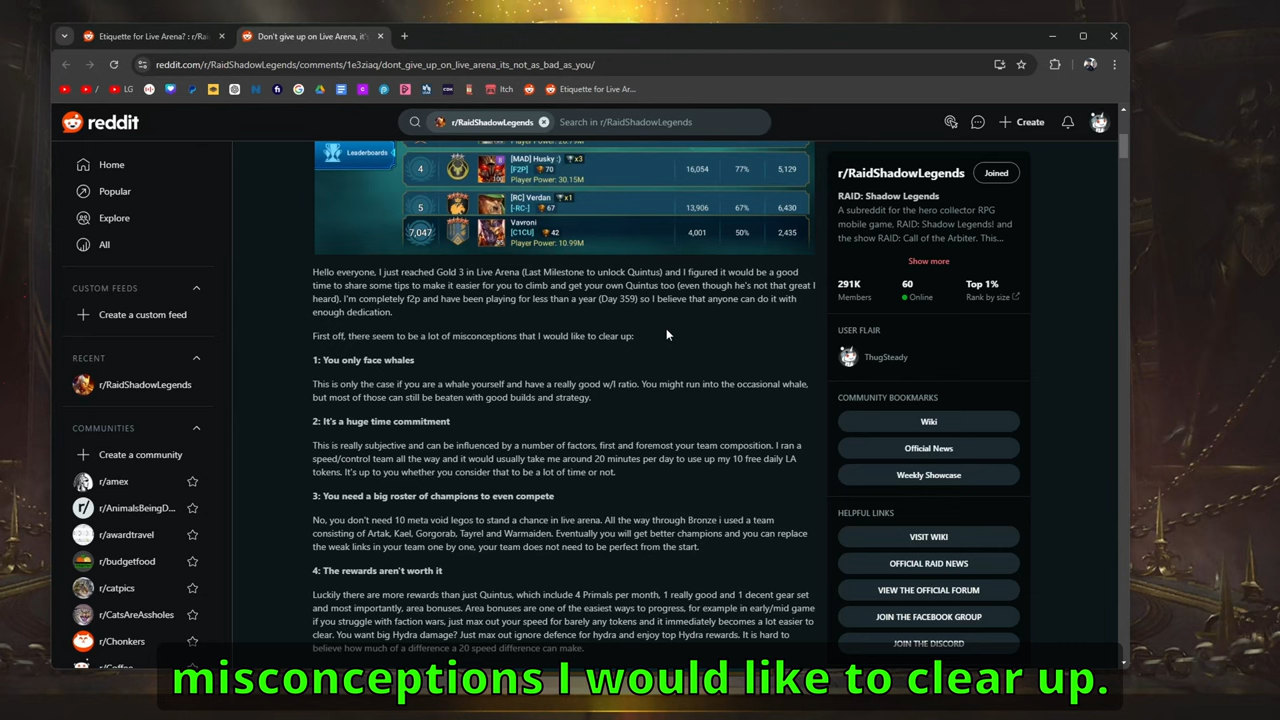 Etiquette for Live Arena? : r/Rai
Don't give up on Live Arena, it's
reddit.com/r/RaidShadowLegends/comments/1e3ziaq/dont_give_up_on_live_arena_its_not_as_bad_as_you/
/
LG
Itch
Etiquette for Live Ar...
reddit
r/RaidShadowLegends
Search in r/RaidShadowLegends
Create
Home
Popular
Explore
All
CUSTOM FEEDS
Create a custom feed
RECENT
r/RaidShadowLegends
COMMUNITIES
Create a community
r/amex
r/AnimalsBeingD...
r/awardtravel
r/budgetfood
r/catpics
r/CatsAreAssholes
r/Chonkers
Leaderboards
4
[MAD] Husky :) x3
[F2P] 70
Player Power: 30.15M
16,054 77% 5,129
5
[RC] Verdan x1
[-RC-] 67
13,906 67% 6,430
7,047
Vavroni
[C1CU] 42
Player Power: 10.99M
4,001 50% 2,435
Hello everyone, I just reached Gold 3 in Live Arena (Last Milestone to unlock Quintus) and I figured it would be a good
time to share some tips to make it easier for you to climb and get your own Quintus too (even though he's not that great I
heard). I'm completely f2p and have been playing for less than a year (Day 359) so I believe that anyone can do it with
enough dedication.
First off, there seem to be a lot of misconceptions that I would like to clear up:
1: You only face whales
This is only the case if you are a whale yourself and have a really good w/l ratio. You might run into the occasional whale,
but most of those can still be beaten with good builds and strategy.
2: It's a huge time commitment
This is really subjective and can be influenced by a number of factors, first and foremost your team composition. I ran a
speed/control team all the way and it would usually take me around 20 minutes per day to use up my 10 free daily LA
tokens. It's up to you whether you consider that to be a lot of time or not.
3: You need a big roster of champions to even compete
No, you don't need 10 meta void legos to stand a chance in live arena. All the way through Bronze i used a team
consisting of Artak, Kael, Gorgorab, Tayrel and Warmaiden. Eventually you will get better champions and you can replace
the weak links in your team one by one, your team does not need to be perfect from the start.
4: The rewards aren't worth it
Luckily there are more rewards than just Quintus, which include 4 Primals per month, 1 really good and 1 decent gear set
and most importantly, area bonuses. Area bonuses are one of the easiest ways to progress, for example in early/mid game
if you struggle with faction wars, just max out your speed for barely any tokens and it immediately becomes a lot easier to
clear. You want big Hydra damage? Just max out ignore defence for hydra and enjoy top Hydra rewards. It is hard to
believe how much of a difference a 20 speed difference can make.
r/RaidShadowLegends
Joined
RAID: Shadow Legends
A subreddit for the hero collector RPG
mobile game, RAID: Shadow Legends! and
the show RAID: Call of the Arbiter. This...
Show more
291K 60 Top 1%
Members Online Rank by size
USER FLAIR
ThugSteady
COMMUNITY BOOKMARKS
Wiki
Official News
Weekly Showcase
HELPFUL LINKS
VISIT WIKI
OFFICIAL RAID NEWS
VIEW THE OFFICIAL FORUM
JOIN THE FACEBOOK GROUP
JOIN THE DISCORD
misconceptions I would like to clear up.